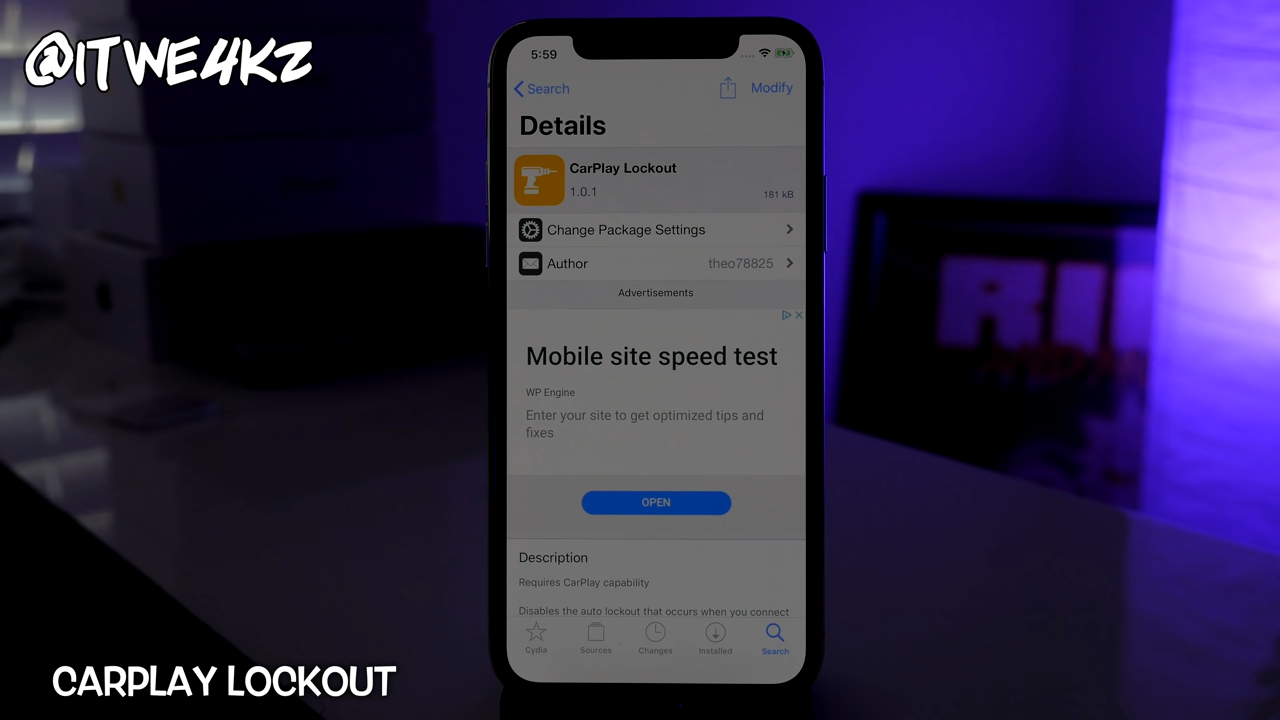 @iTWE4KZ
5:59
Search
Modify
Details
CarPlay Lockout
1.0.1
181 kB
Change Package Settings
Author
theo78825
Advertisements
Mobile site speed test
WP Engine
Enter your site to get optimized tips and
fixes
OPEN
Description
Requires CarPlay capability
Disables the auto lockout that occurs when you connect
Cydia
Sources
Changes
Installed
Search
CARPLAY LOCKOUT